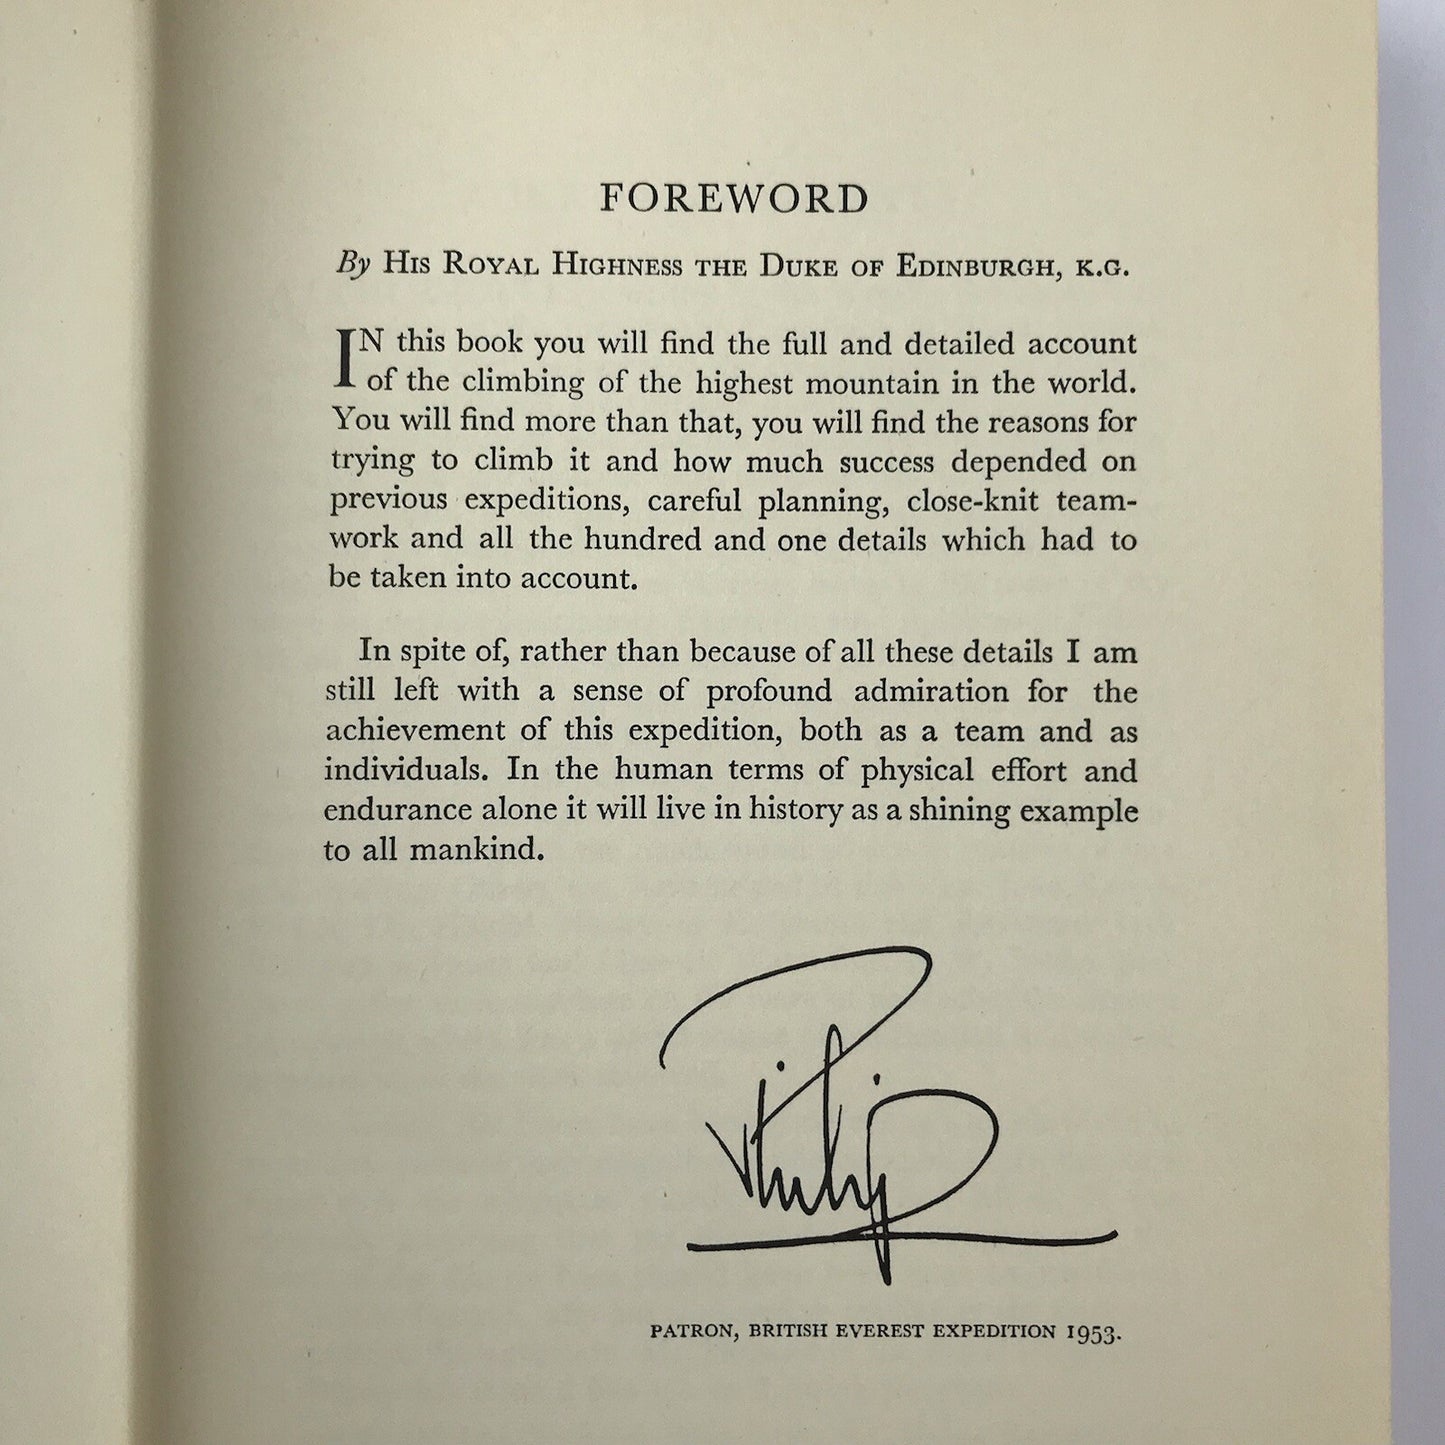 FOREWORD
By His Royal Highness the Duke of Edinburgh, K.G.
IN this book you will find the full and detailed account
of the climbing of the highest mountain in the world.
You will find more than that, you will find the reasons for
trying to climb it and how much success depended on
previous expeditions, careful planning, close-knit team-
work and all the hundred and one details which had to
be taken into account.
In spite of, rather than because of all these details I am
still left with a sense of profound admiration for the
achievement of this expedition, both as a team and as
individuals. In the human terms of physical effort and
endurance alone it will live in history as a shining example
to all mankind.
Philip
PATRON, BRITISH EVEREST EXPEDITION 1953.